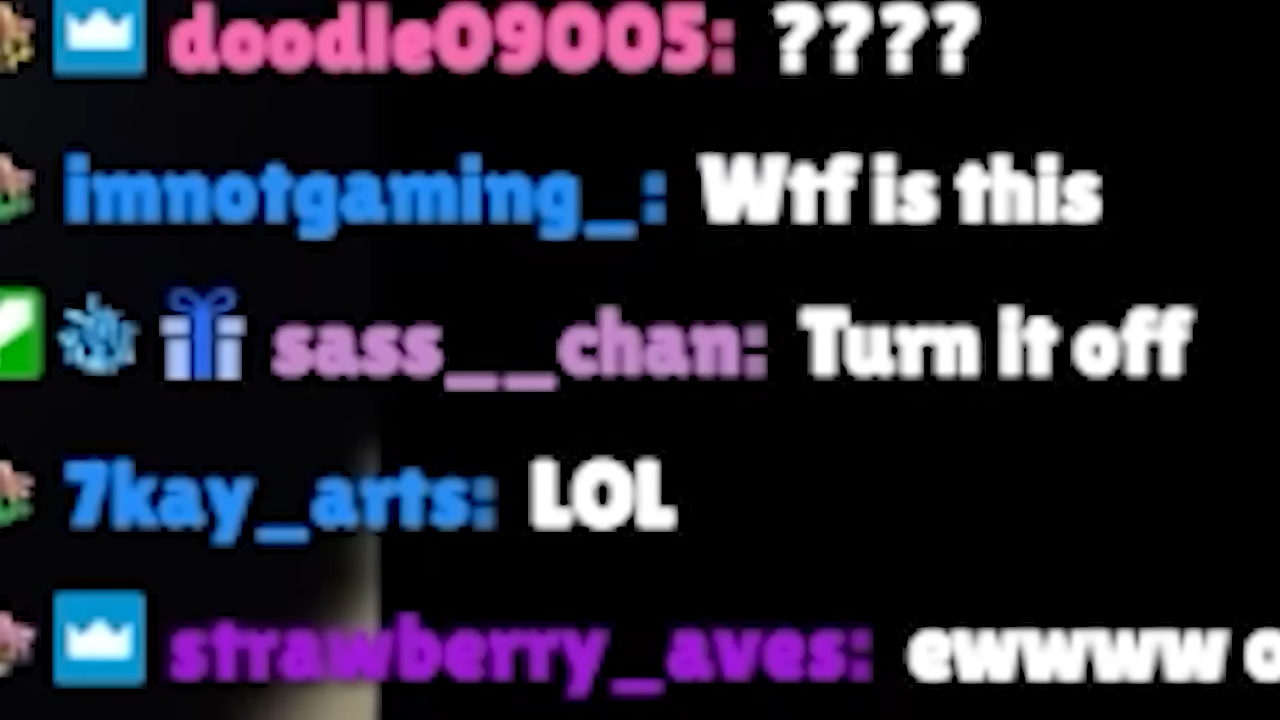 doodle09005: ????
imnotgaming_: Wtf is this
sass__chan: Turn it off
7kay_arts: LOL
strawberry_aves: ewwww